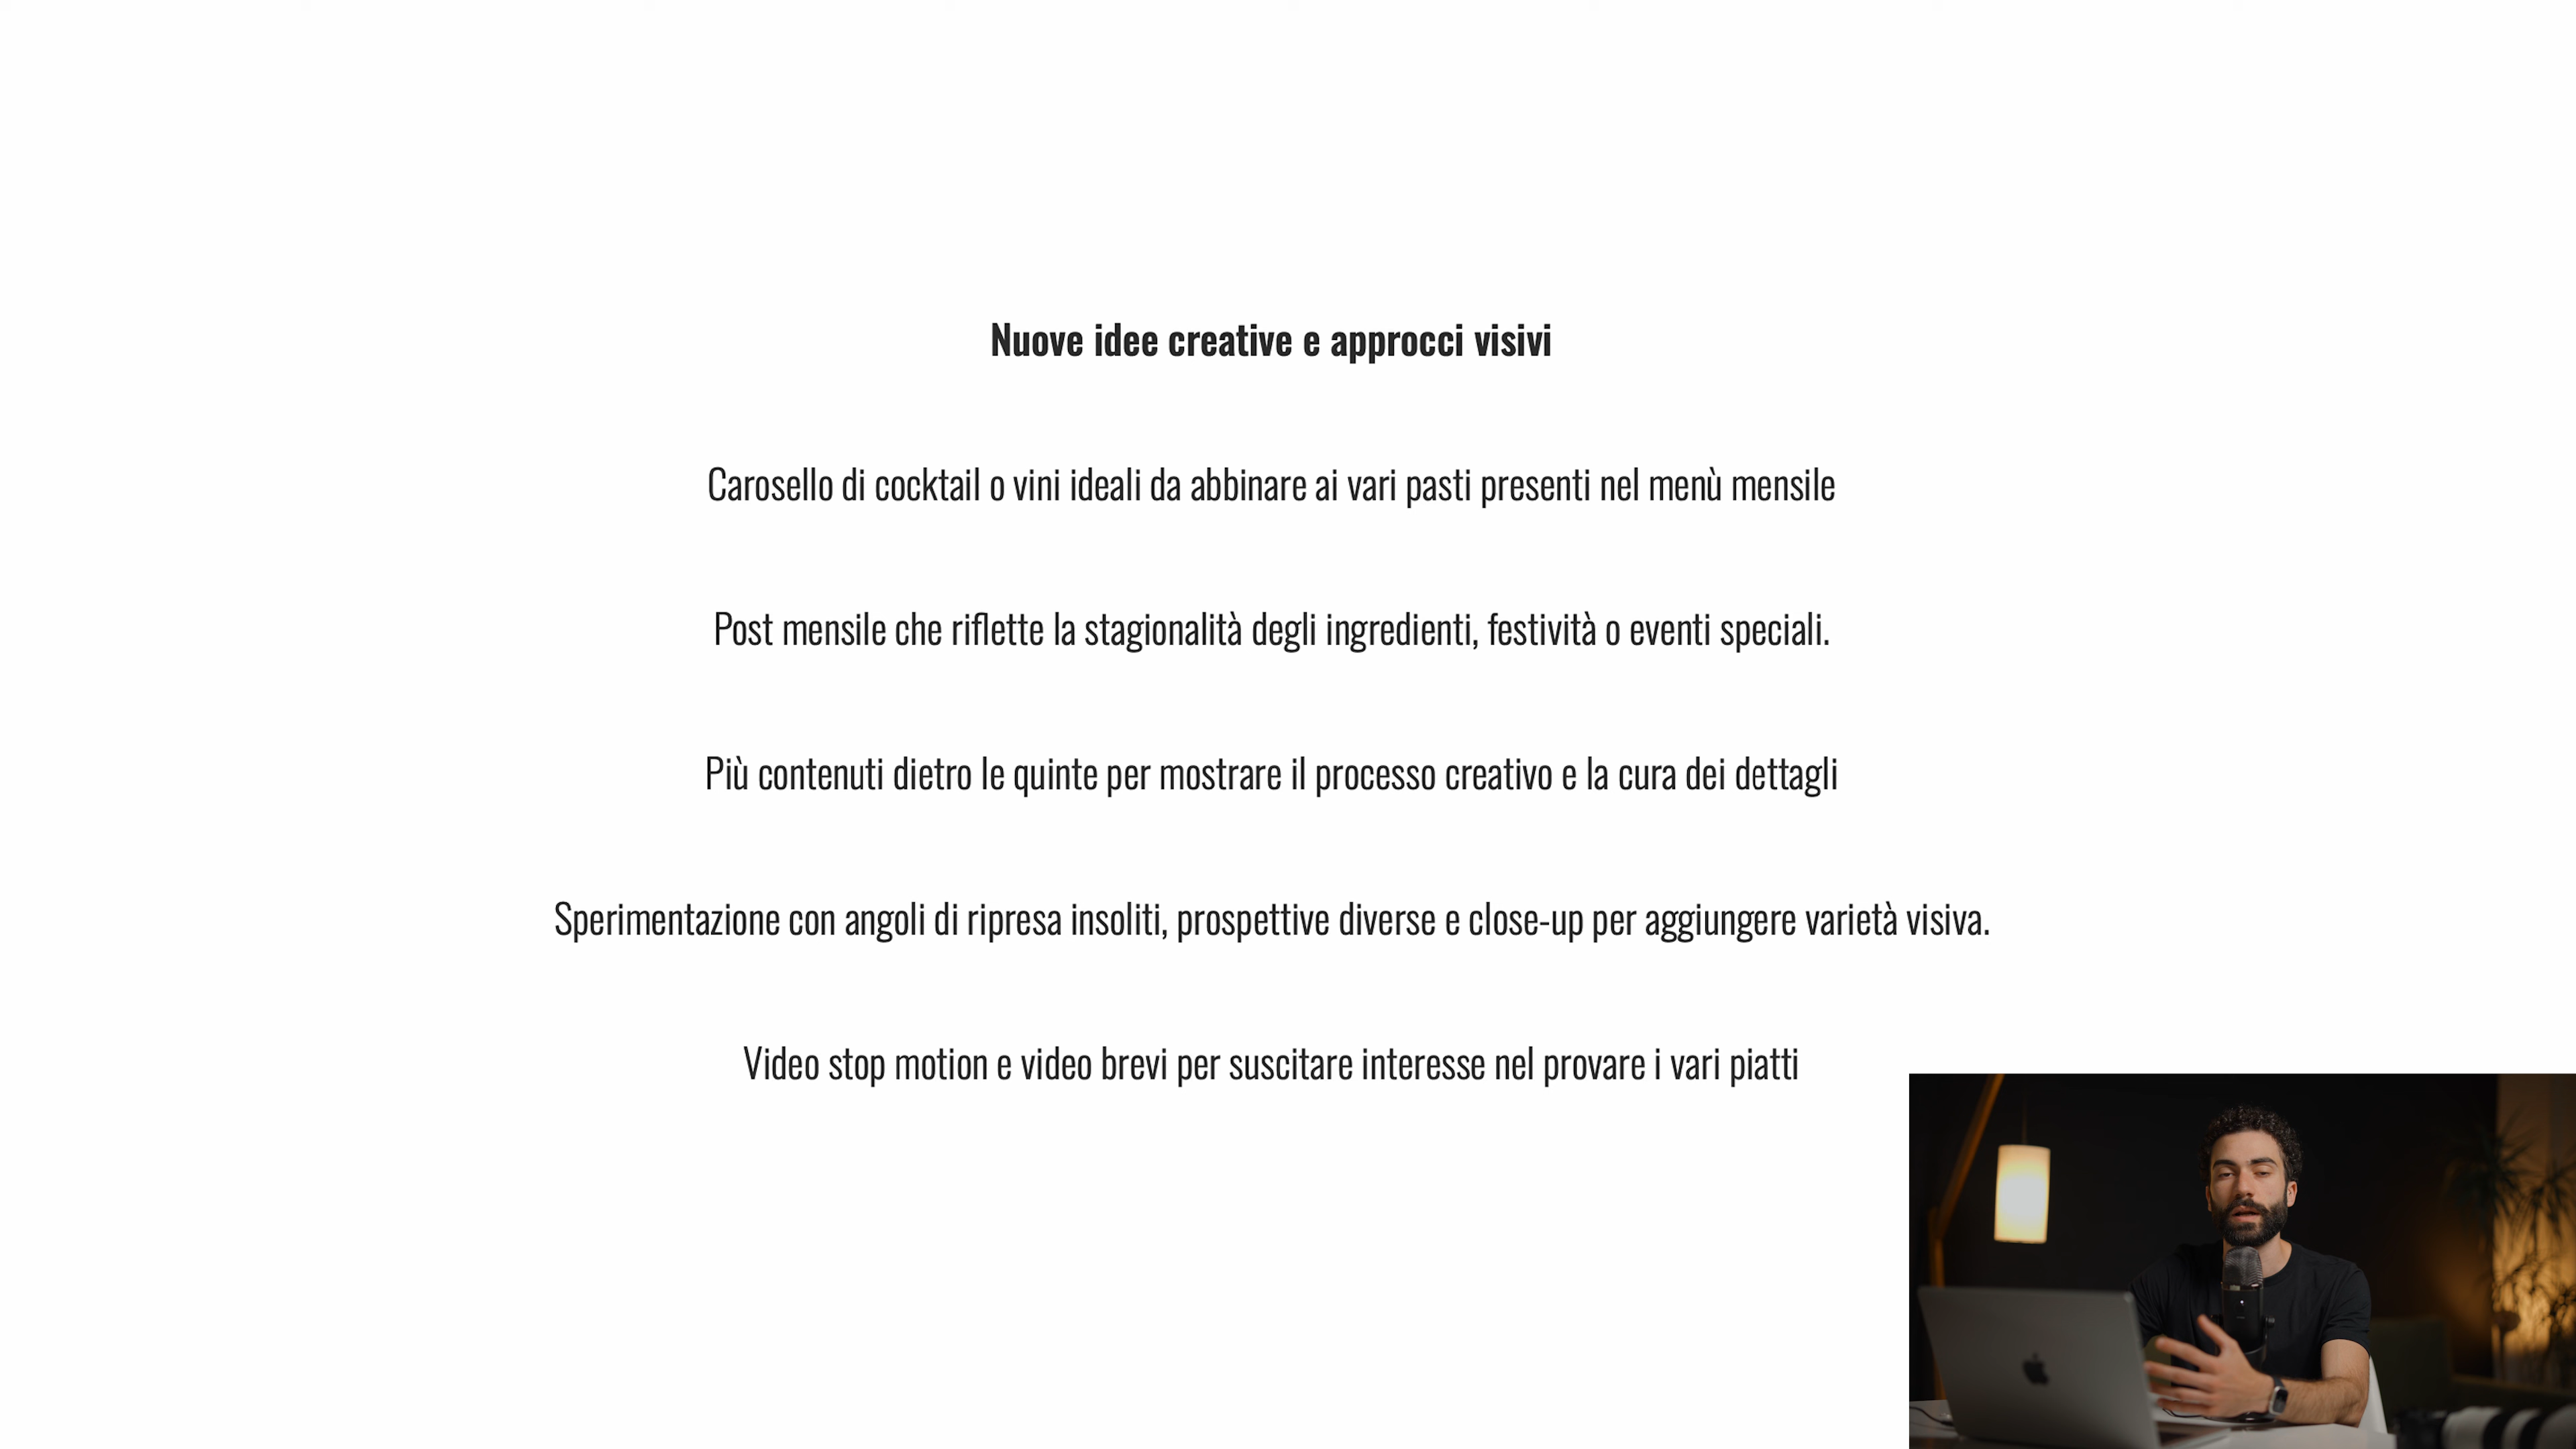 Nuove idee creative e approcci visivi
Carosello di cocktail o vini ideali da abbinare ai vari pasti presenti nel menù mensile
Post mensile che riflette la stagionalità degli ingredienti, festività o eventi speciali.
Più contenuti dietro le quinte per mostrare il processo creativo e la cura dei dettagli
Sperimentazione con angoli di ripresa insoliti, prospettive diverse e close-up per aggiungere varietà visiva.
Video stop motion e video brevi per suscitare interesse nel provare i vari piatti